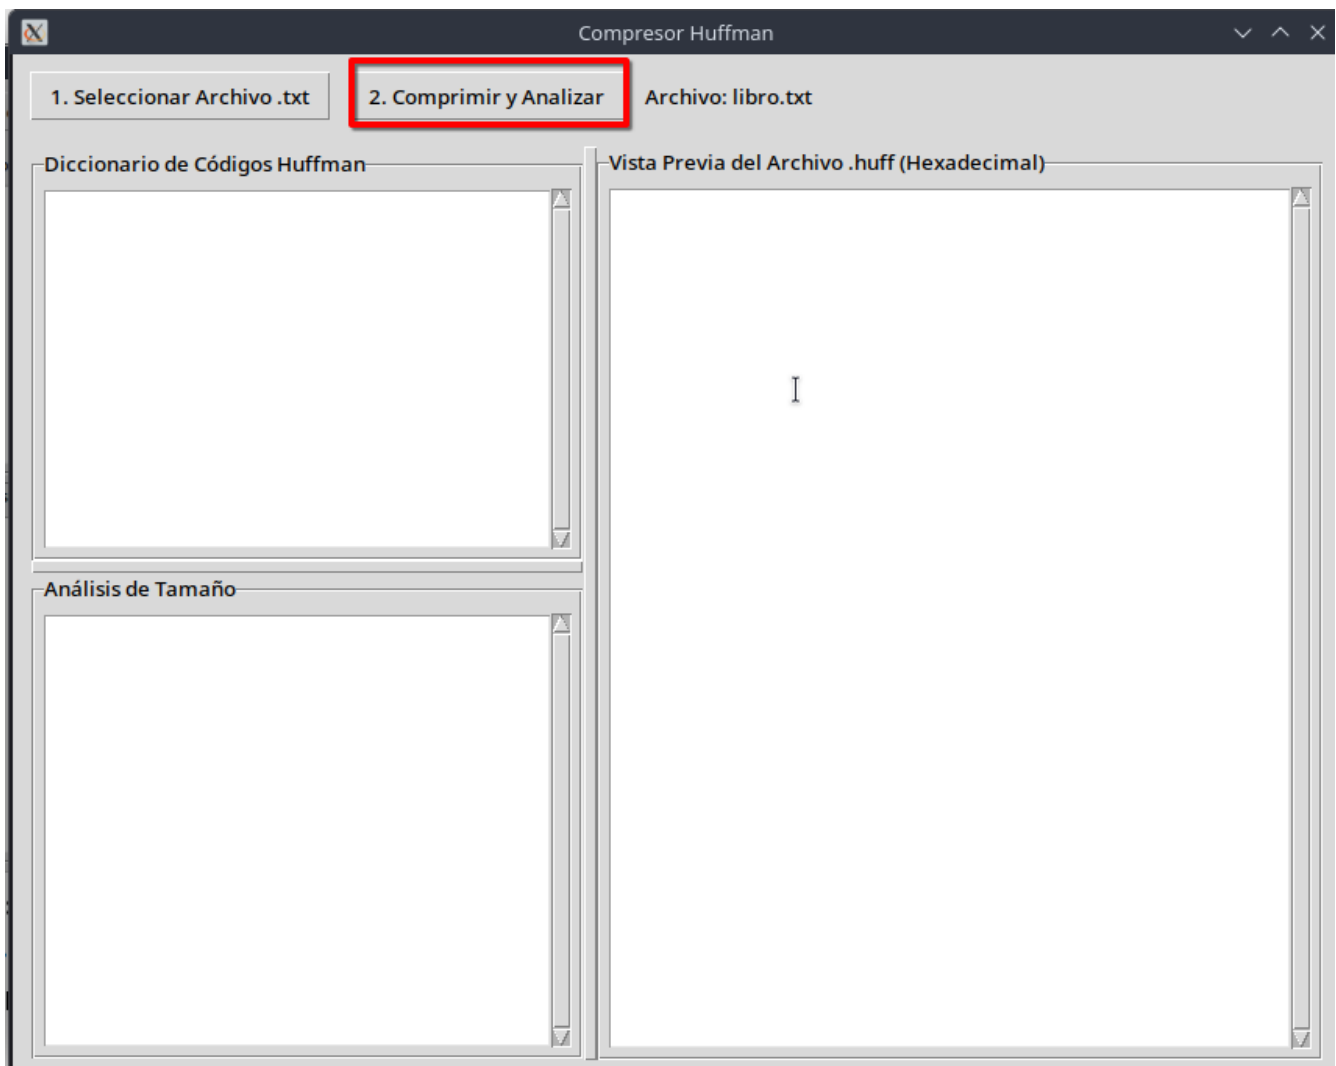 Compresor Huffman
1. Seleccionar Archivo .txt
2. Comprimir y Analizar
Archivo: libro.txt
Diccionario de Códigos Huffman
Vista Previa del Archivo .huff (Hexadecimal)
Análisis de Tamaño